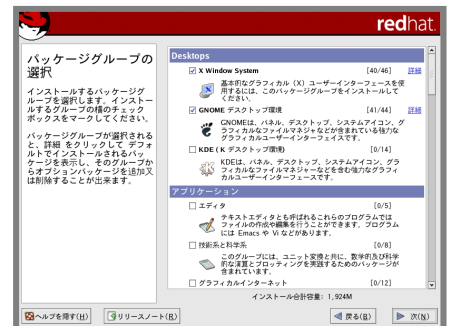 redhat.
パッケージグループの
選択
インストールするパッケージグ
ループを選択します。インストー
ルするグループの横のチェック
ボックスをマークしてください。
パッケージグループが選択される
と、詳細 をクリックして デフォ
ルトでインストールされるパッ
ケージを表示し、そのグループか
らオプションパッケージを追加又
は削除することが出来ます。
Desktops
X Window System [40/46] 詳細
基本的なグラフィカル (X) ユーザーインターフェースを使
用するには、このパッケージグループをインストールして
ください。
GNOME デスクトップ環境 [41/44] 詳細
GNOMEは、パネル、デスクトップ、システムアイコン、グ
ラフィカルなファイルマネジャなどが含まれている強力な
グラフィカルユーザーインターフェイスです。
KDE ( K デスクトップ環境) [0/14]
KDEは、パネル、デスクトップ、システムアイコン、グラ
フィカルなファイルマネージャーなどを含む強力なグラフィ
カルユーザーインターフェースです。
アプリケーション
エディタ [0/5]
テキストエディタとも呼ばれるこれらのプログラムでは
ファイルの作成や編集を行うことができます。プログラム
には Emacs や Vi などがあります。
技術系と科学系 [0/8]
このグループには、ユニット変換と共に、数学的及び科学
的な演算とプロッティングを実践するためのパッケージが
含まれています。
グラフィカルインターネット [0/12]
インストール合計容量: 1,924M
ヘルプを隠す(H)
リリースノート(R)
戻る(B)
次(N)